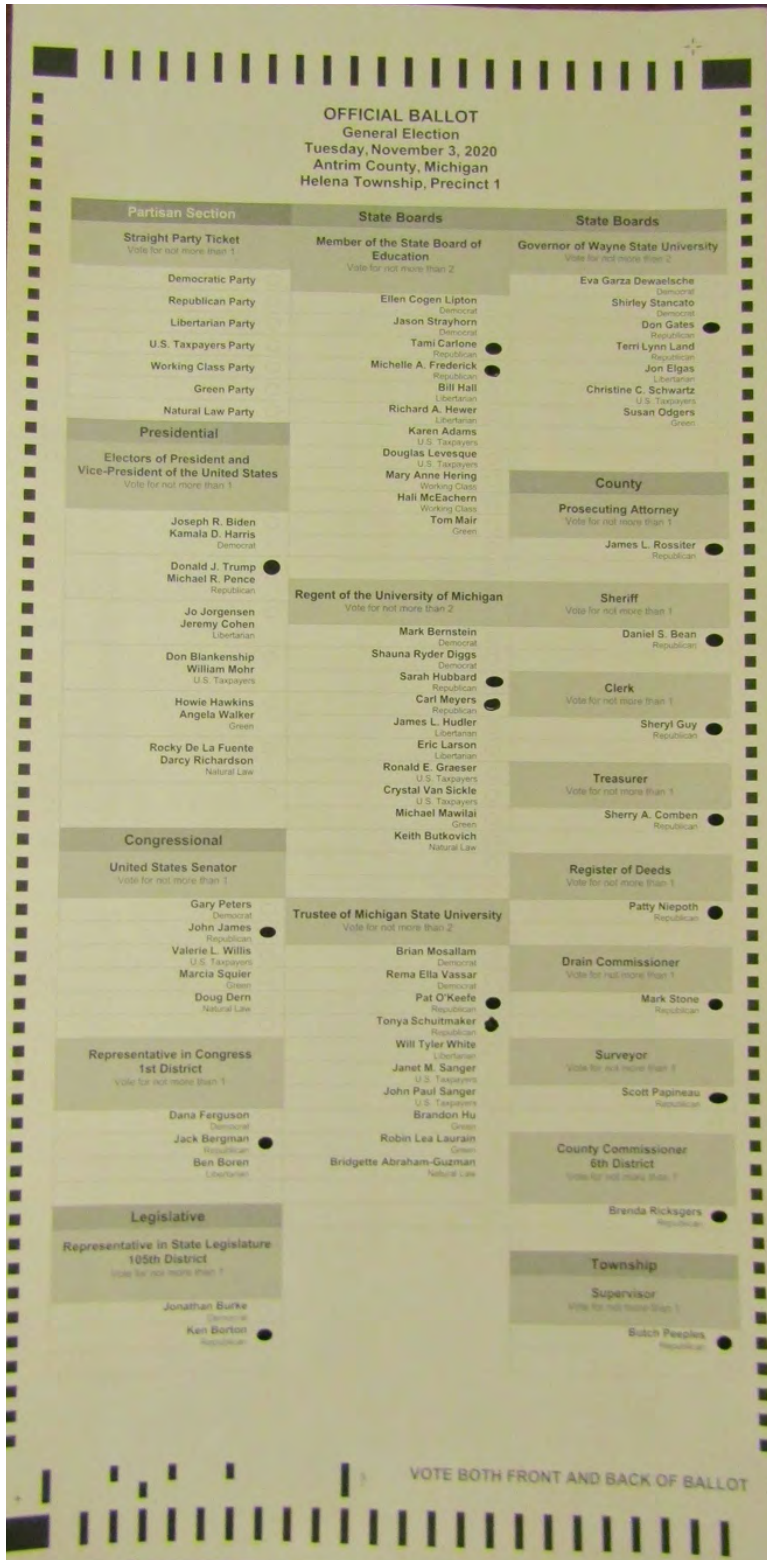 OFFICIAL BALLOT
General Election
Tuesday, November 3, 2020
Antrim County, Michigan
Helena Township, Precinct 1
Partisan Section
Straight Party Ticket
Vote for not more than 1
Democratic Party
Republican Party
Libertarian Party
U.S. Taxpayers Party
Working Class Party
Green Party
Natural Law Party
Presidential
Electors of President and
Vice-President of the United States
Vote for not more than 1
Joseph R. Biden
Kamala D. Harris
Democrat
Donald J. Trump
Michael R. Pence
Republican
Jo Jorgensen
Jeremy Cohen
Libertarian
Don Blankenship
William Mohr
U.S. Taxpayers
Howie Hawkins
Angela Walker
Green
Rocky De La Fuente
Darcy Richardson
Natural Law
Congressional
United States Senator
Vote for not more than 1
Gary Peters
Democrat
John James
Republican
Valerie L. Willis
U.S. Taxpayers
Marcia Squier
Green
Doug Dern
Natural Law
Representative in Congress
1st District
Vote for not more than 1
Dana Ferguson
Democrat
Jack Bergman
Republican
Ben Boren
Libertarian
Legislative
Representative in State Legislature
105th District
Vote for not more than 1
Jonathan Burke
Democrat
Ken Borton
Republican
State Boards
Member of the State Board of
Education
Vote for not more than 2
Ellen Cogen Lipton
Democrat
Jason Strayhorn
Democrat
Tami Carlone
Republican
Michelle A. Frederick
Republican
Bill Hall
Libertarian
Richard A. Hewer
Libertarian
Karen Adams
U.S. Taxpayers
Douglas Levesque
U.S. Taxpayers
Mary Anne Hering
Working Class
Hali McEachern
Working Class
Tom Mair
Green
Regent of the University of Michigan
Vote for not more than 2
Mark Bernstein
Democrat
Shauna Ryder Diggs
Democrat
Sarah Hubbard
Republican
Carl Meyers
Republican
James L. Hudler
Libertarian
Eric Larson
Libertarian
Ronald E. Graeser
U.S. Taxpayers
Crystal Van Sickle
U.S. Taxpayers
Michael Mawilai
Green
Keith Butkovich
Natural Law
Trustee of Michigan State University
Vote for not more than 2
Brian Mosallam
Democrat
Rema Ella Vassar
Democrat
Pat O'Keefe
Republican
Tonya Schuitmaker
Republican
Will Tyler White
Libertarian
Janet M. Sanger
U.S. Taxpayers
John Paul Sanger
U.S. Taxpayers
Brandon Hu
Green
Robin Lea Laurain
Green
Bridgette Abraham-Guzman
Natural Law
State Boards
Governor of Wayne State University
Vote for not more than 2
Eva Garza Dewaelsche
Democrat
Shirley Stancato
Democrat
Don Gates
Republican
Terri Lynn Land
Republican
Jon Elgas
Libertarian
Christine C. Schwartz
U.S. Taxpayers
Susan Odgers
Green
County
Prosecuting Attorney
Vote for not more than 1
James L. Rossiter
Republican
Sheriff
Vote for not more than 1
Daniel S. Bean
Republican
Clerk
Vote for not more than 1
Sheryl Guy
Republican
Treasurer
Vote for not more than 1
Sherry A. Comben
Republican
Register of Deeds
Vote for not more than 1
Patty Niepoth
Republican
Drain Commissioner
Vote for not more than 1
Mark Stone
Republican
Surveyor
Vote for not more than 1
Scott Papineau
Republican
County Commissioner
6th District
Vote for not more than 1
Brenda Ricksgers
Republican
Township
Supervisor
Vote for not more than 1
Butch Peeples
Republican
VOTE BOTH FRONT AND BACK OF BALLOT